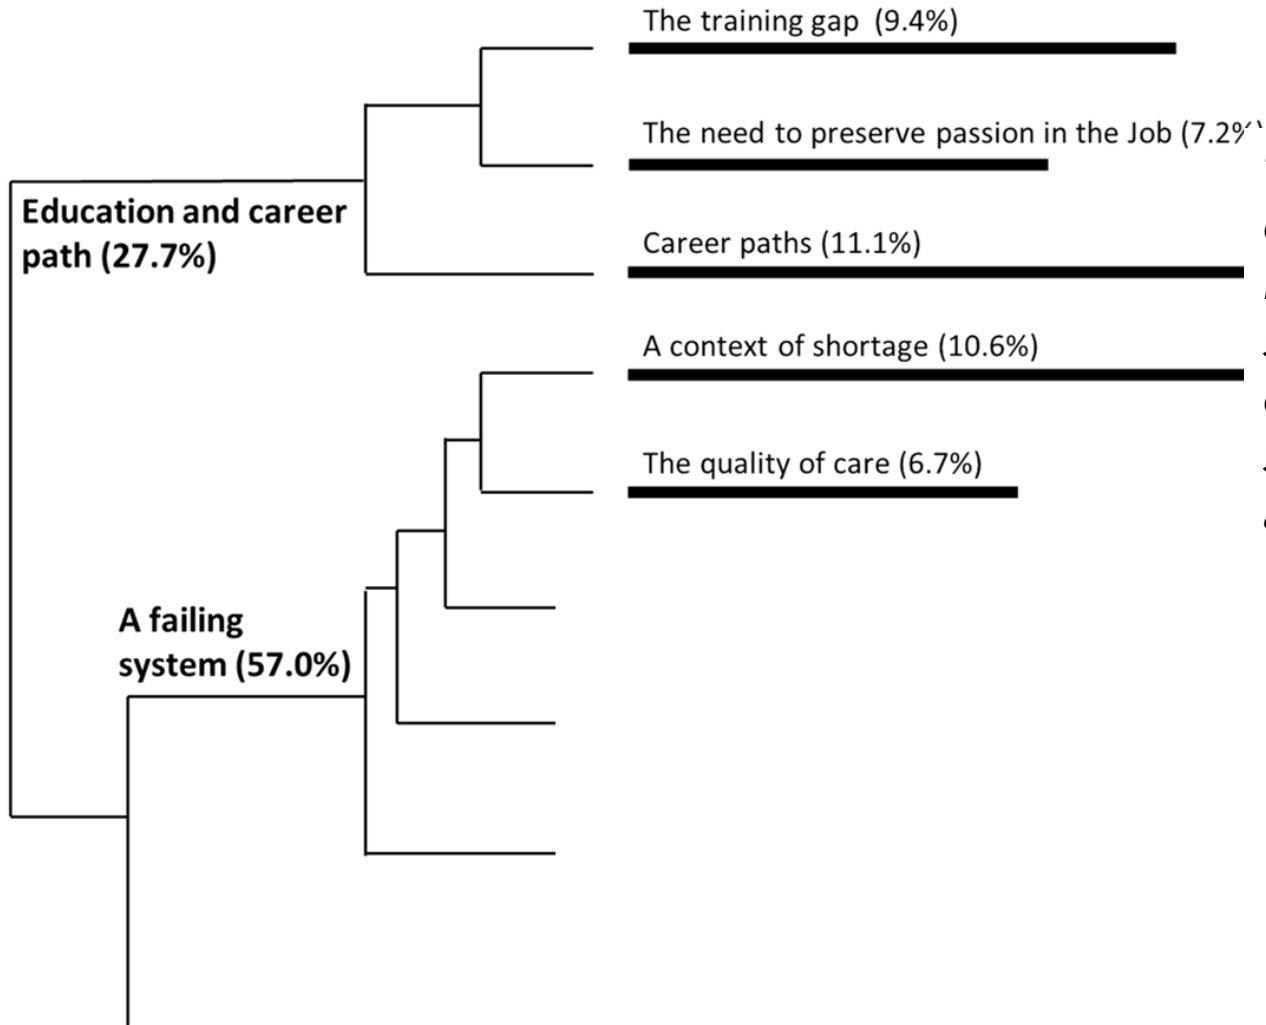 The training gap (9.4%)
The need to preserve passion in the Job (7.2%)
Education and career
path (27.7%)
Career paths (11.1%)
A context of shortage (10.6%)
The quality of care (6.7%)
A failing
system (57.0%)